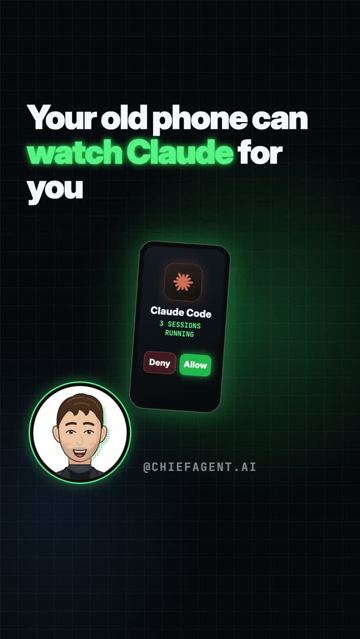 Your old phone can
watch Claude for
you
Claude Code
3 SESSIONS
RUNNING
Deny Allow
@CHIEFAGENT.AI